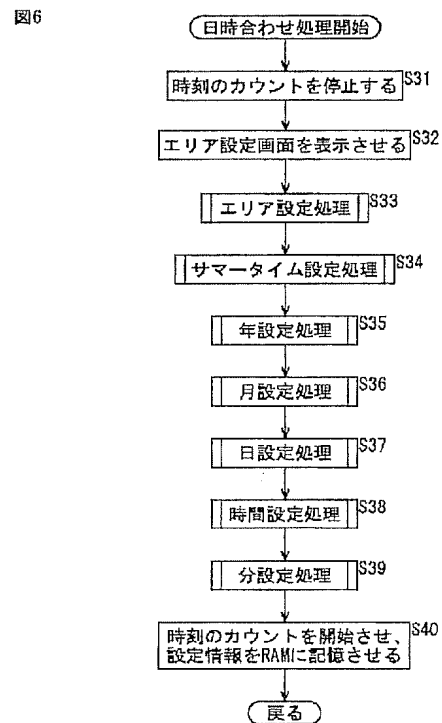 図6
日時合わせ処理開始
時刻のカウントを停止する S31
エリア設定画面を表示させる S32
エリア設定処理 S33
サマータイム設定処理 S34
年設定処理 S35
月設定処理 S36
日設定処理 S37
時間設定処理 S38
分設定処理 S39
時刻のカウントを開始させ、 S40
設定情報をRAMに記憶させる
戻る